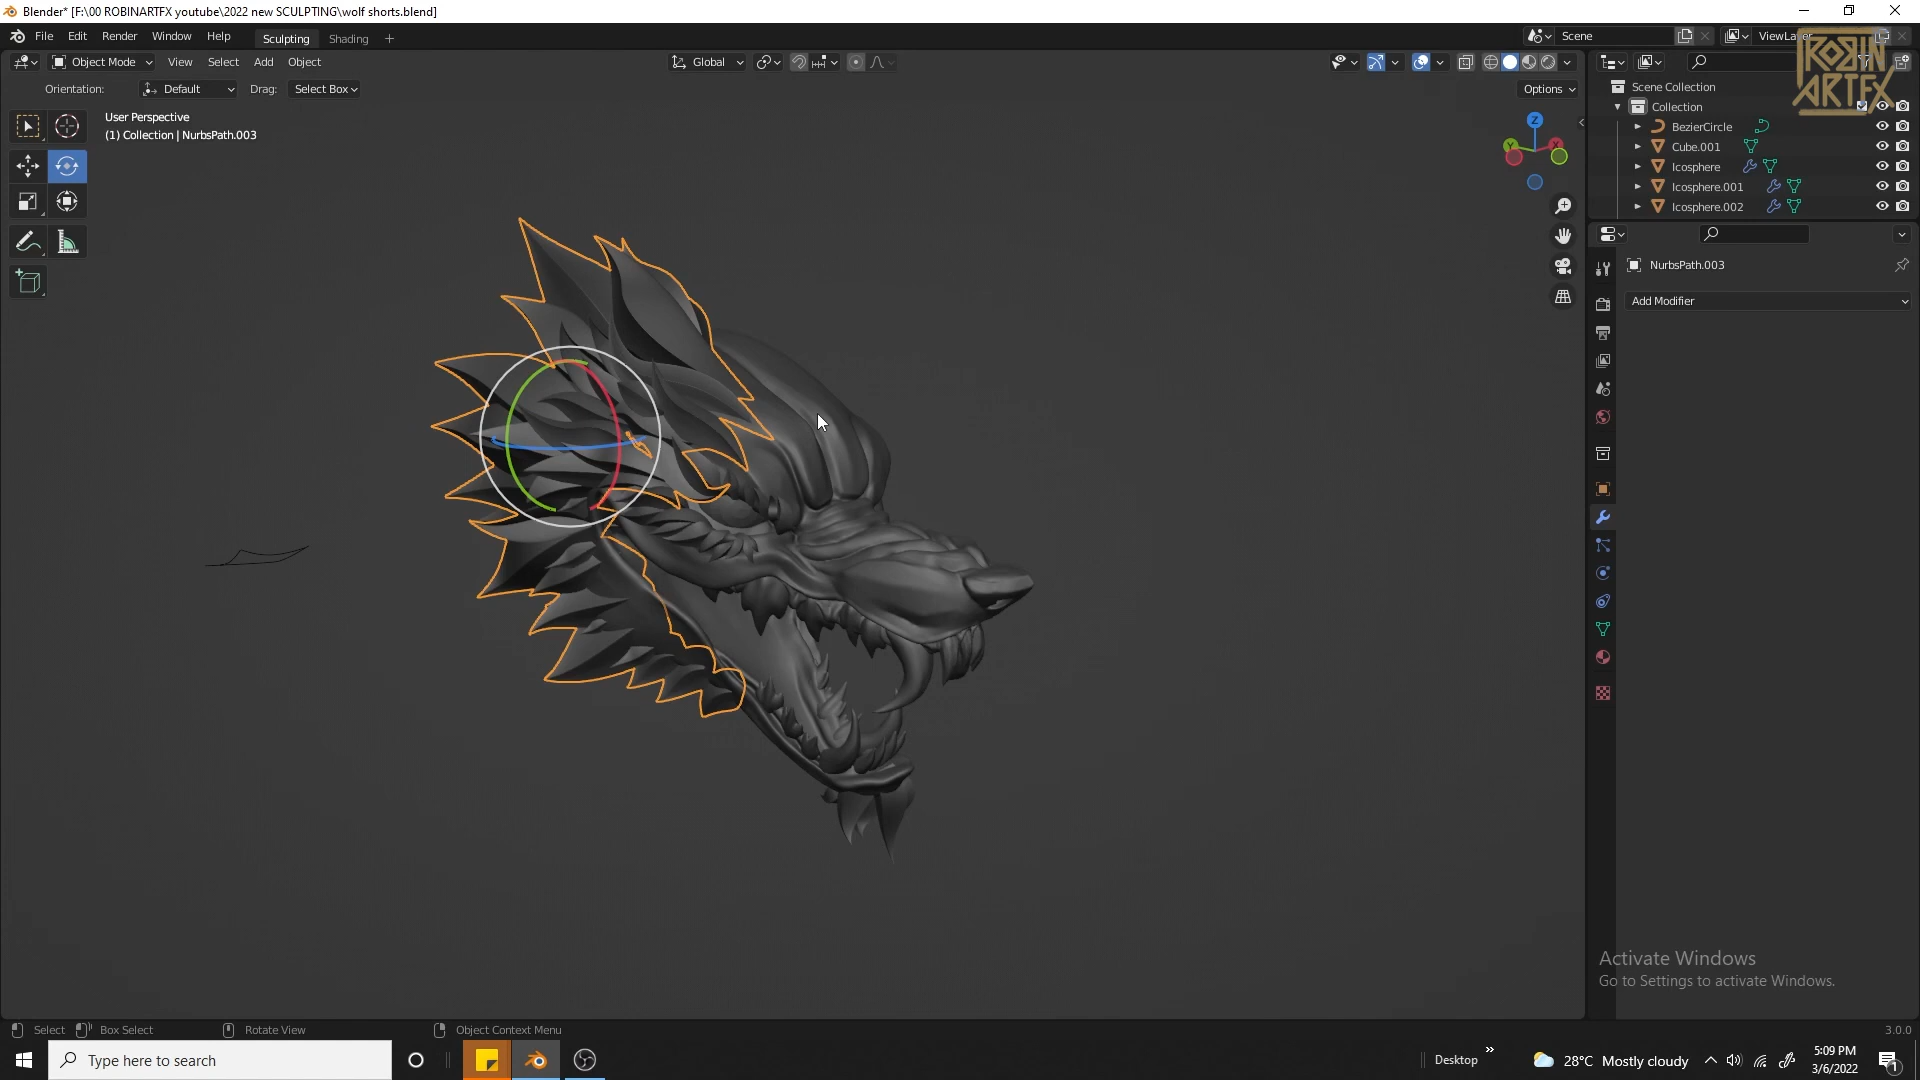 Blender* [F:\00 ROBINARTFX youtube\2022 new SCULPTING\wolf shorts.blend]
File Edit Render Window Help Sculpting Shading +
Scene
ViewLayer
ROBIN
ARTFX
Object Mode View Select Add Object
Global
Orientation: Default Drag: Select Box
Options
User Perspective
(1) Collection | NurbsPath.003
Z
Y
X
Scene Collection
Collection
BezierCircle
Cube.001
Icosphere
Icosphere.001
Icosphere.002
NurbsPath.003
Add Modifier
Activate Windows
Go to Settings to activate Windows.
Select Box Select Rotate View Object Context Menu
3.0.0
Type here to search
Desktop
28°C Mostly cloudy
5:09 PM
3/6/2022
1